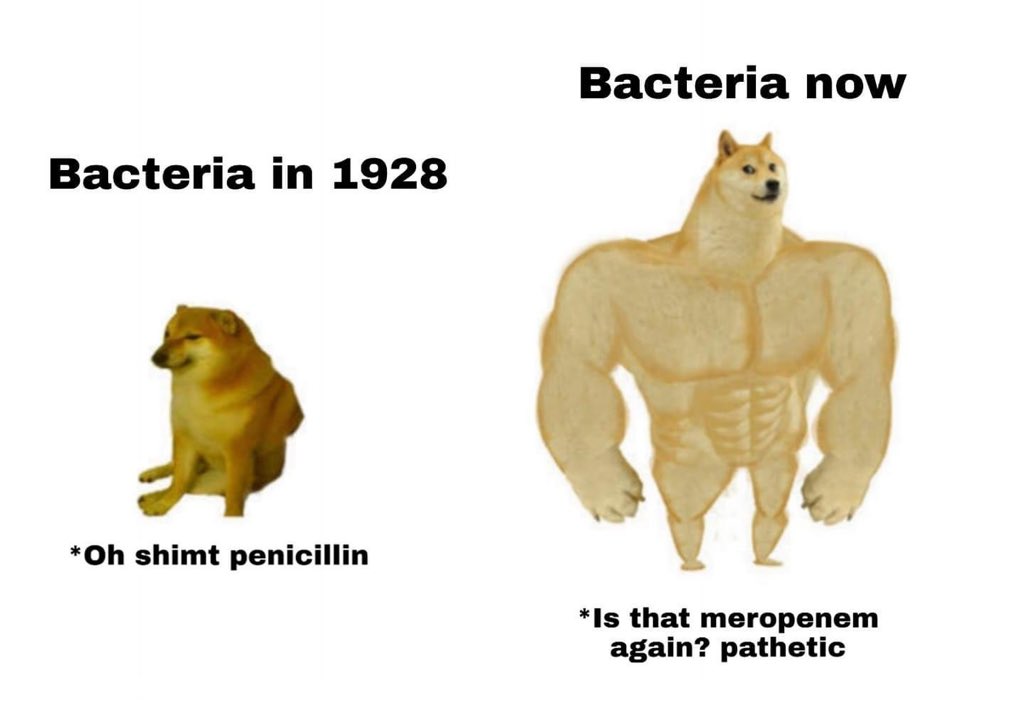 Bacteria in 1928
*Oh shimt penicillin
Bacteria now
*Is that meropenem
again? pathetic